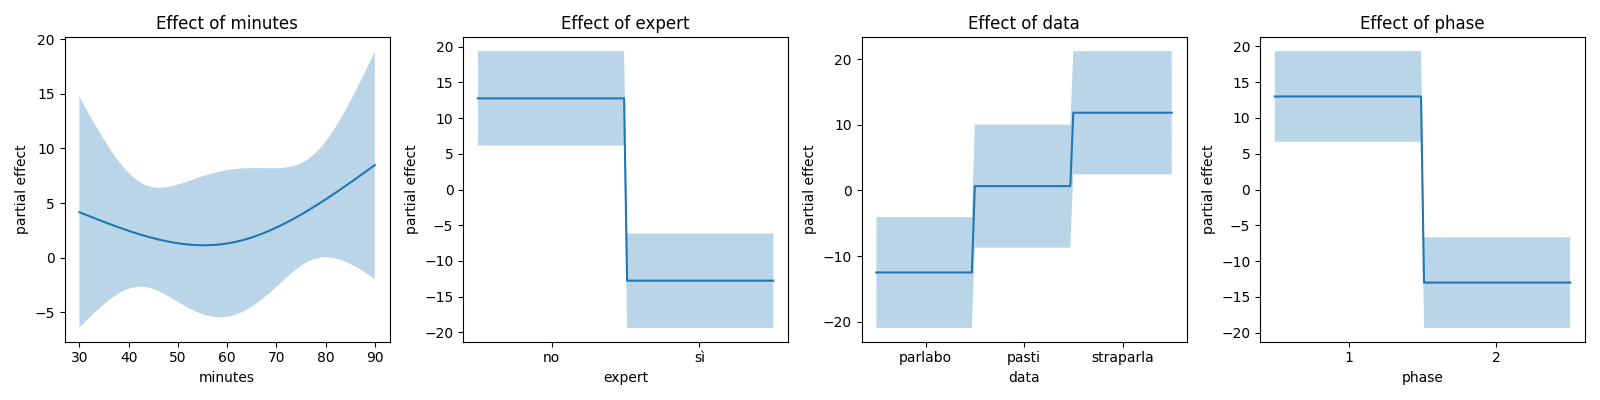 Effect of minutes
20
15
10
5
0
−5
partial effect
30 40 50 60 70 80 90
minutes
Effect of expert
20
15
10
5
0
−5
−10
−15
−20
partial effect
no sì
expert
Effect of data
20
10
0
−10
−20
partial effect
parlabo pasti straparla
data
Effect of phase
20
15
10
5
0
−5
−10
−15
−20
partial effect
1 2
phase